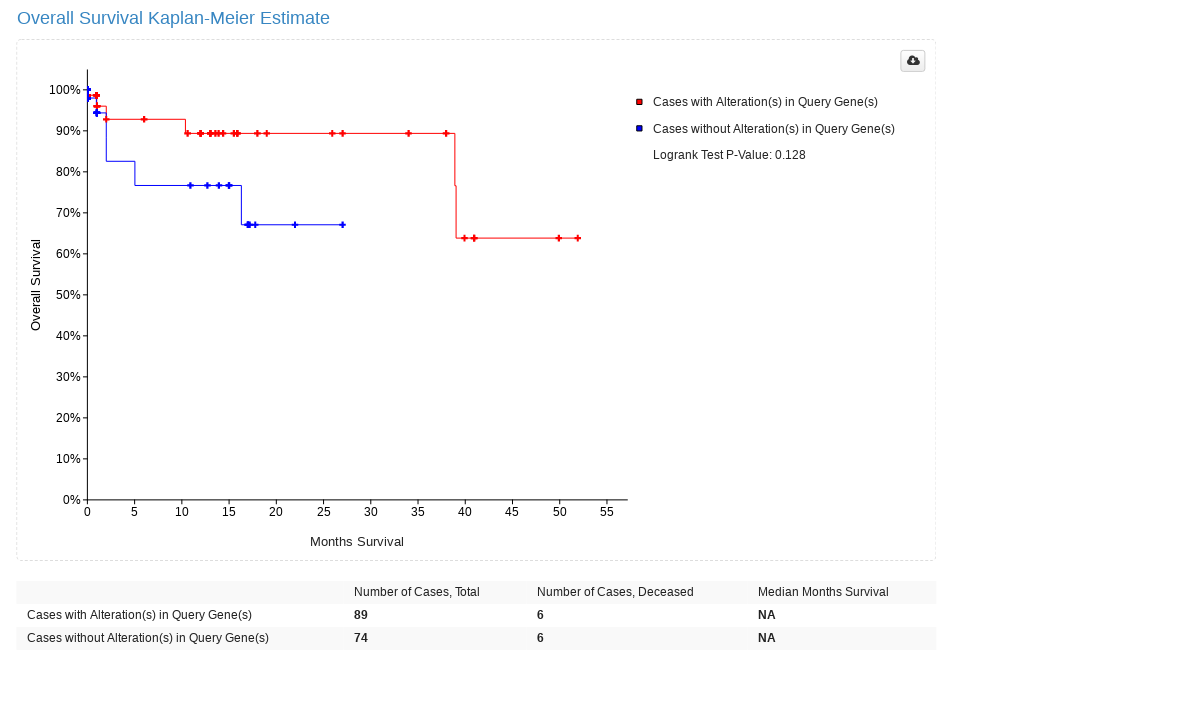 Overall Survival Kaplan-Meier Estimate
100%
90%
80%
70%
60%
50%
40%
30%
20%
10%
0%
Overall Survival
0 5 10 15 20 25 30 35 40 45 50 55
Months Survival
Cases with Alteration(s) in Query Gene(s)
Cases without Alteration(s) in Query Gene(s)
Logrank Test P-Value: 0.128
Number of Cases, Total Number of Cases, Deceased Median Months Survival
Cases with Alteration(s) in Query Gene(s) 89 6 NA
Cases without Alteration(s) in Query Gene(s) 74 6 NA